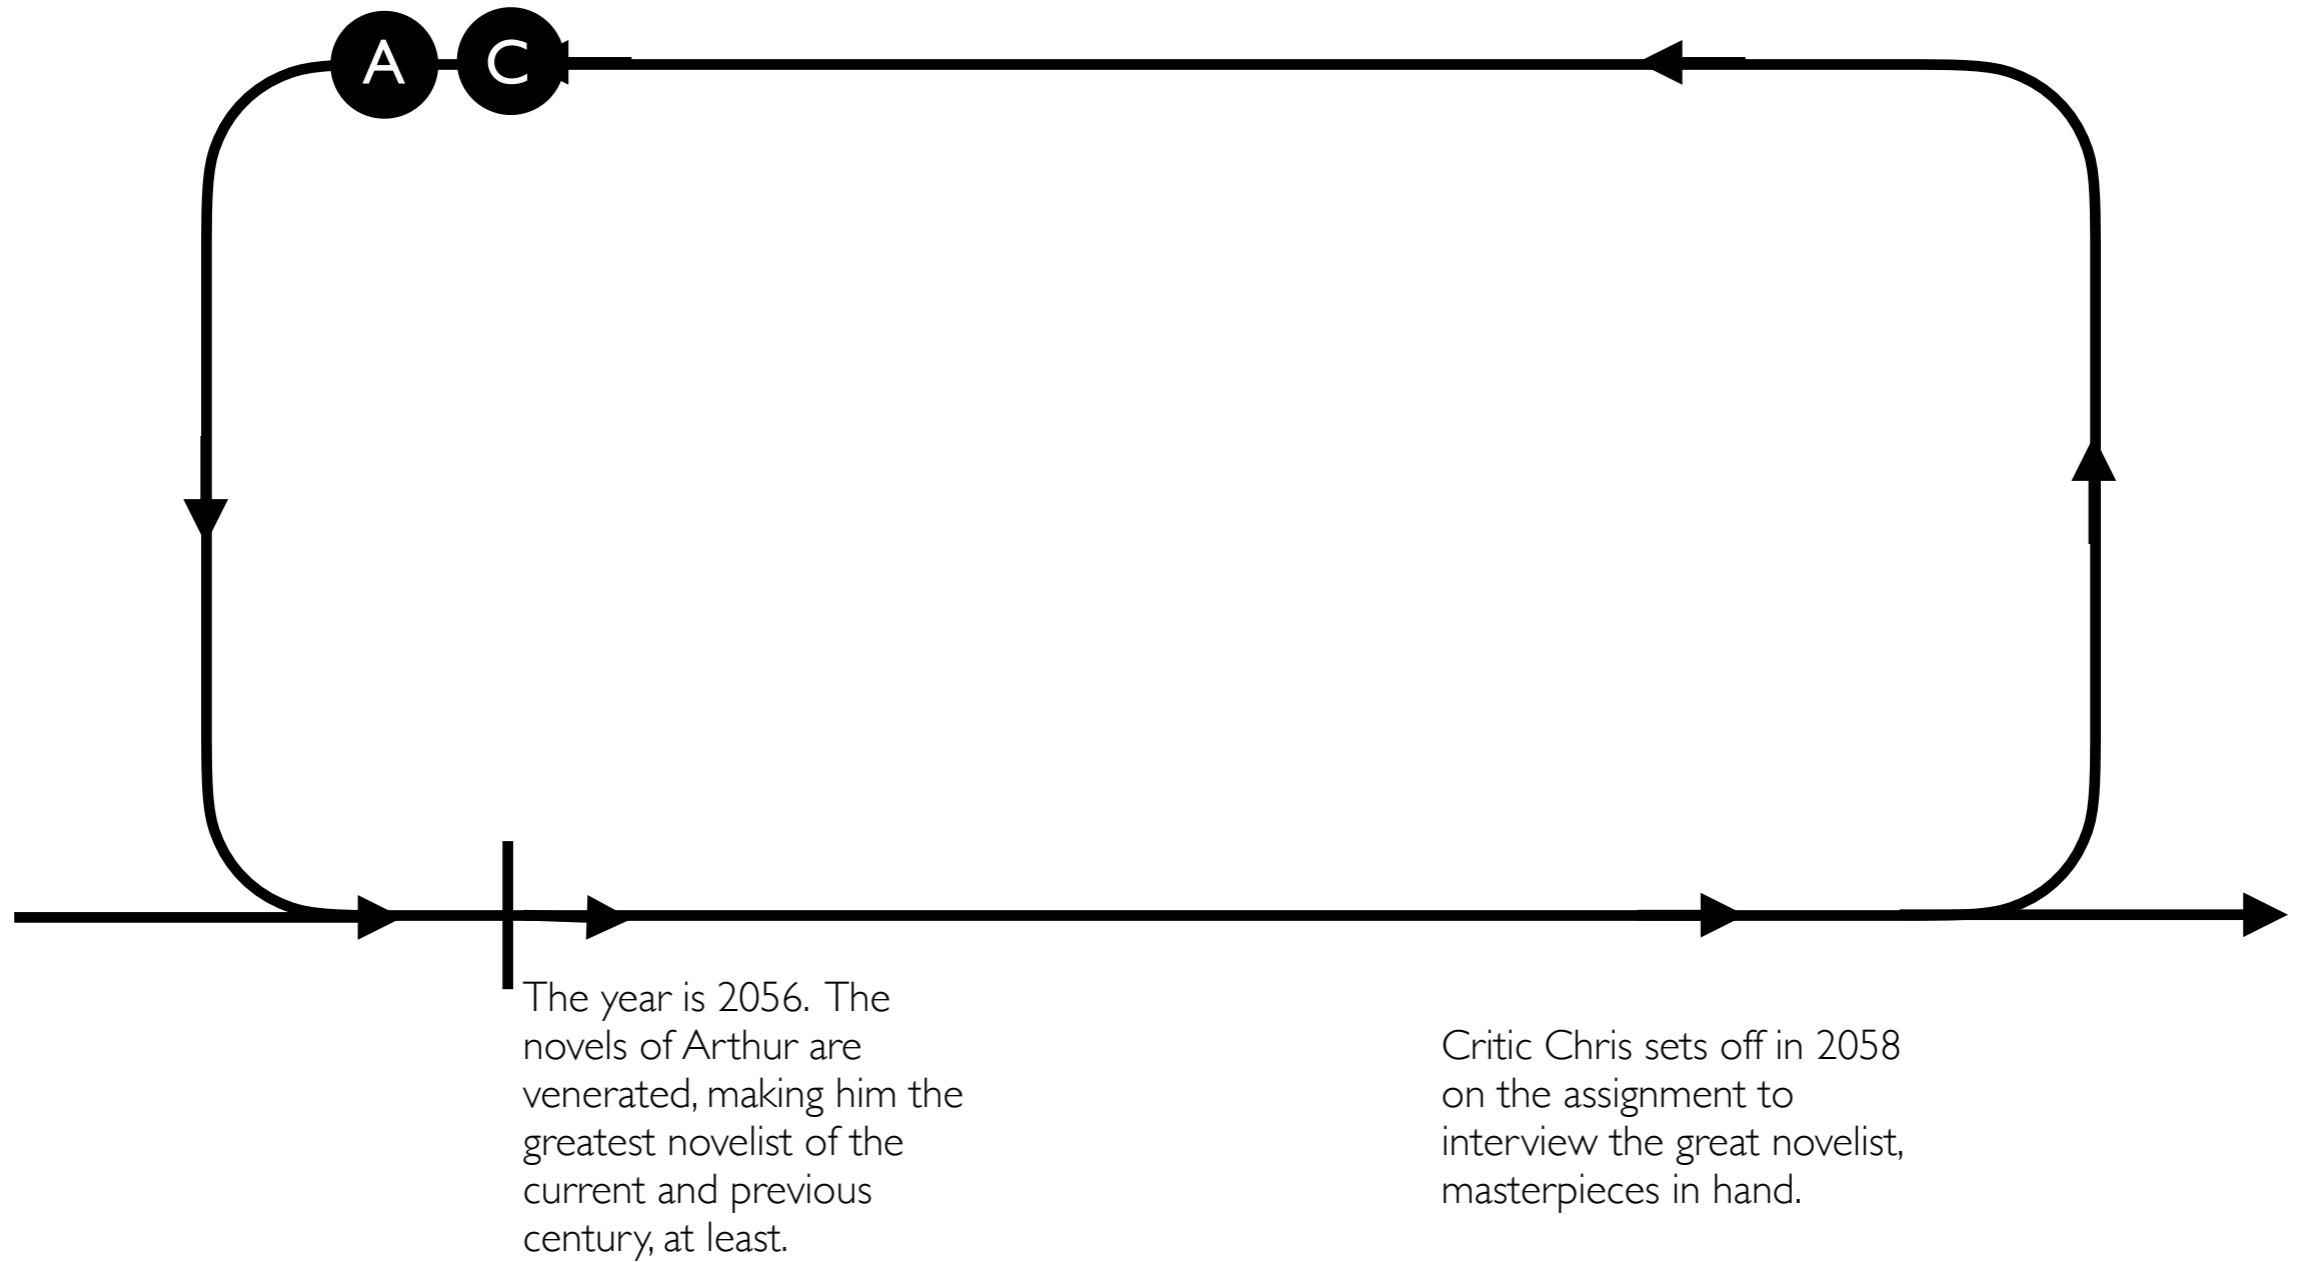 A C
The year is 2056. The
novels of Arthur are
venerated, making him the
greatest novelist of the
current and previous
century, at least.
Critic Chris sets off in 2058
on the assignment to
interview the great novelist,
masterpieces in hand.